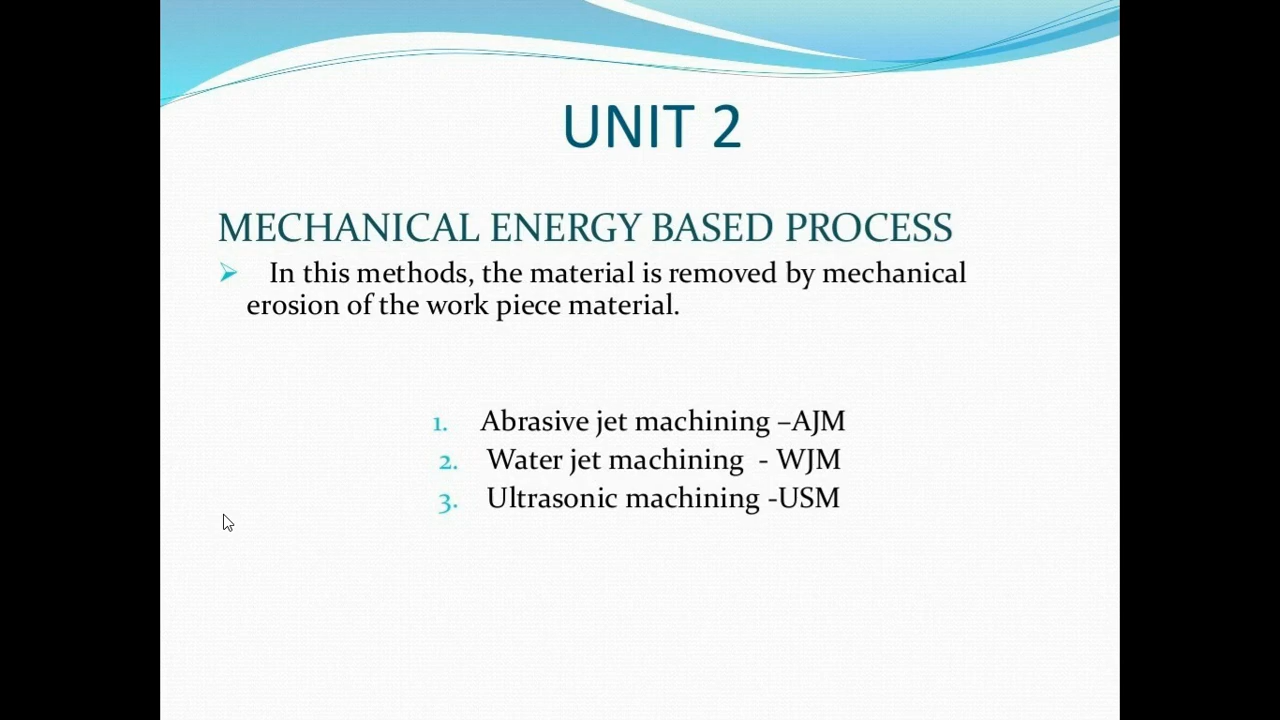 UNIT 2
MECHANICAL ENERGY BASED PROCESS
➢ In this methods, the material is removed by mechanical
erosion of the work piece material.
1. Abrasive jet machining –AJM
2. Water jet machining - WJM
3. Ultrasonic machining -USM